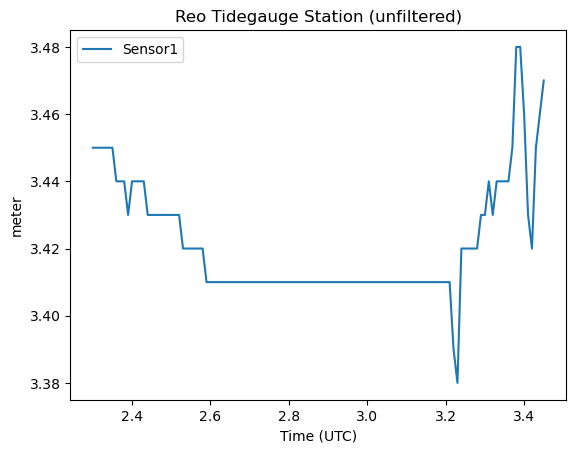 Reo Tidegauge Station (unfiltered)
Sensor1
3.48
3.46
3.44
3.42
3.40
3.38
meter
2.4 2.6 2.8 3.0 3.2 3.4
Time (UTC)